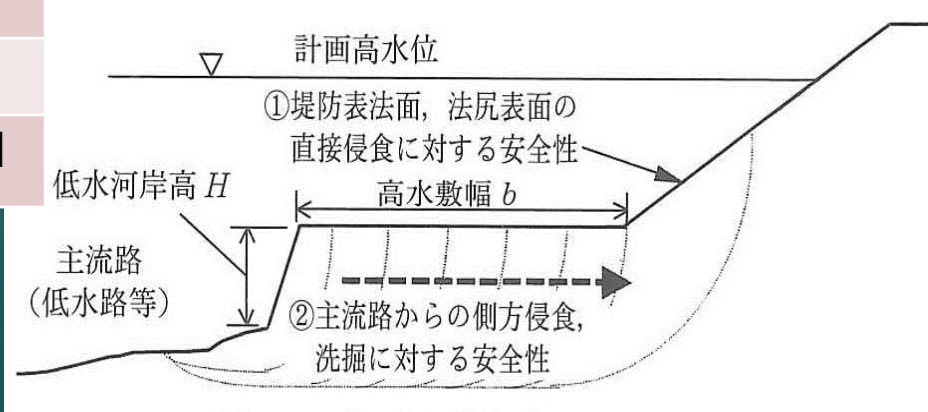 計画高水位
①堤防表法面，法尻表面の
直接侵食に対する安全性
低水河岸高 H
高水敷幅 b
主流路
（低水路等）
②主流路からの側方侵食，
洗掘に対する安全性